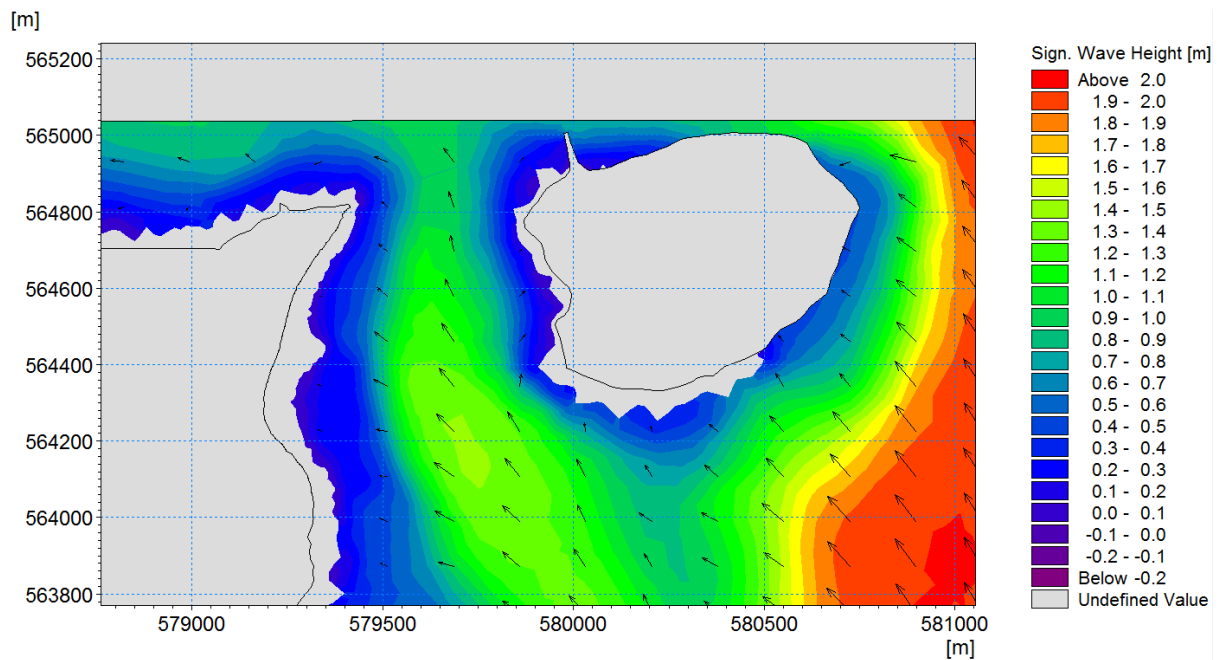 [m]
565200
565000
564800
564600
564400
564200
564000
563800
579000
579500
580000
580500
581000
[m]
Sign. Wave Height [m]
Above 2.0
1.9 - 2.0
1.8 - 1.9
1.7 - 1.8
1.6 - 1.7
1.5 - 1.6
1.4 - 1.5
1.3 - 1.4
1.2 - 1.3
1.1 - 1.2
1.0 - 1.1
0.9 - 1.0
0.8 - 0.9
0.7 - 0.8
0.6 - 0.7
0.5 - 0.6
0.4 - 0.5
0.3 - 0.4
0.2 - 0.3
0.1 - 0.2
0.0 - 0.1
-0.1 - 0.0
-0.2 - -0.1
Below -0.2
Undefined Value